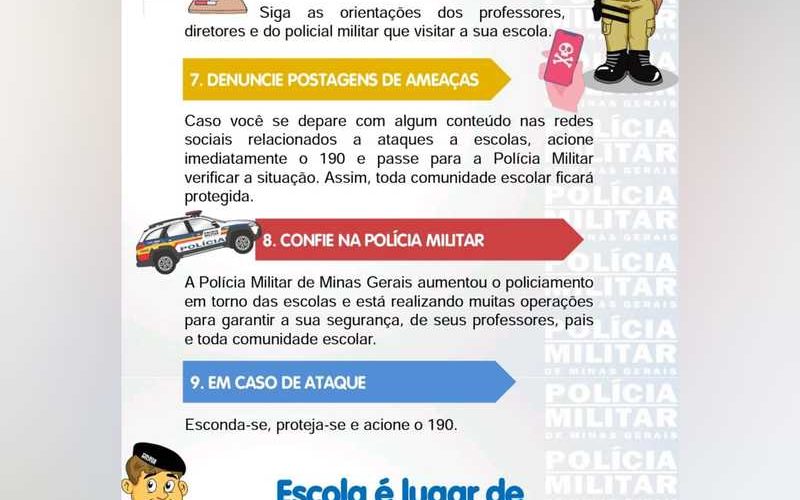 Siga as orientações dos professores,
diretores e do policial militar que visitar a sua escola.
7. DENUNCIE POSTAGENS DE AMEAÇAS
Caso você se depare com algum conteúdo nas redes
sociais relacionados a ataques a escolas, acione
imediatamente o 190 e passe para a Polícia Militar
verificar a situação. Assim, toda comunidade escolar ficará
protegida.
POLÍCIA
8. CONFIE NA POLÍCIA MILITAR
A Polícia Militar de Minas Gerais aumentou o policiamento
em torno das escolas e está realizando muitas operações
para garantir a sua segurança, de seus professores, pais
e toda comunidade escolar.
9. EM CASO DE ATAQUE
Esconda-se, proteja-se e acione o 190.
Escola é lugar de
MINAS GERAIS
POLÍCIA
MILITAR
DE MINAS GERAIS
POLÍCIA
MILITAR
DE MINAS GERAIS
POLÍCIA
MILITAR
DE MINAS GERAIS
POLÍCIA
MILITAR
DE MINAS GERAIS
POLÍCIA
MILITAR
DE MINAS GERAIS
POLÍCIA
MILITAR